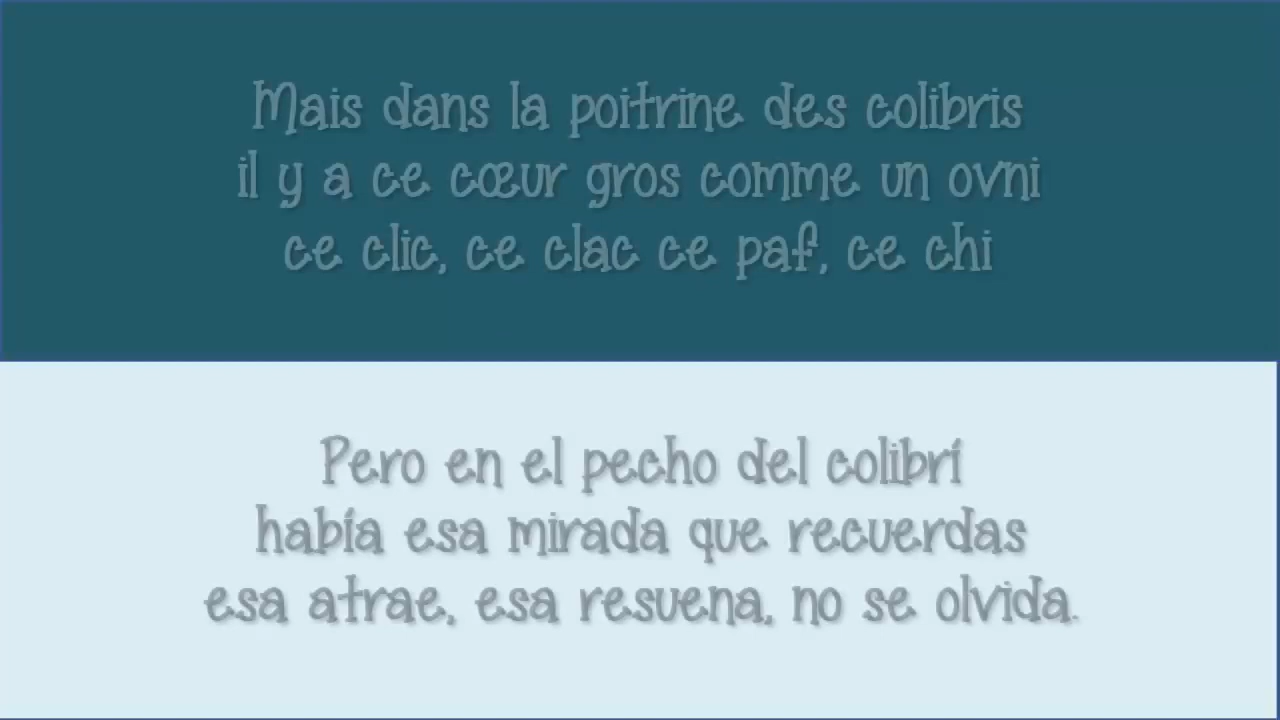 Mais dans la poitrine des colibris
il y a ce cœur gros comme un ovni
ce clic, ce clac ce paf, ce chi
Pero en el pecho del colibrí
había esa mirada que recuerdas
esa atrae, esa resuena, no se olvida.